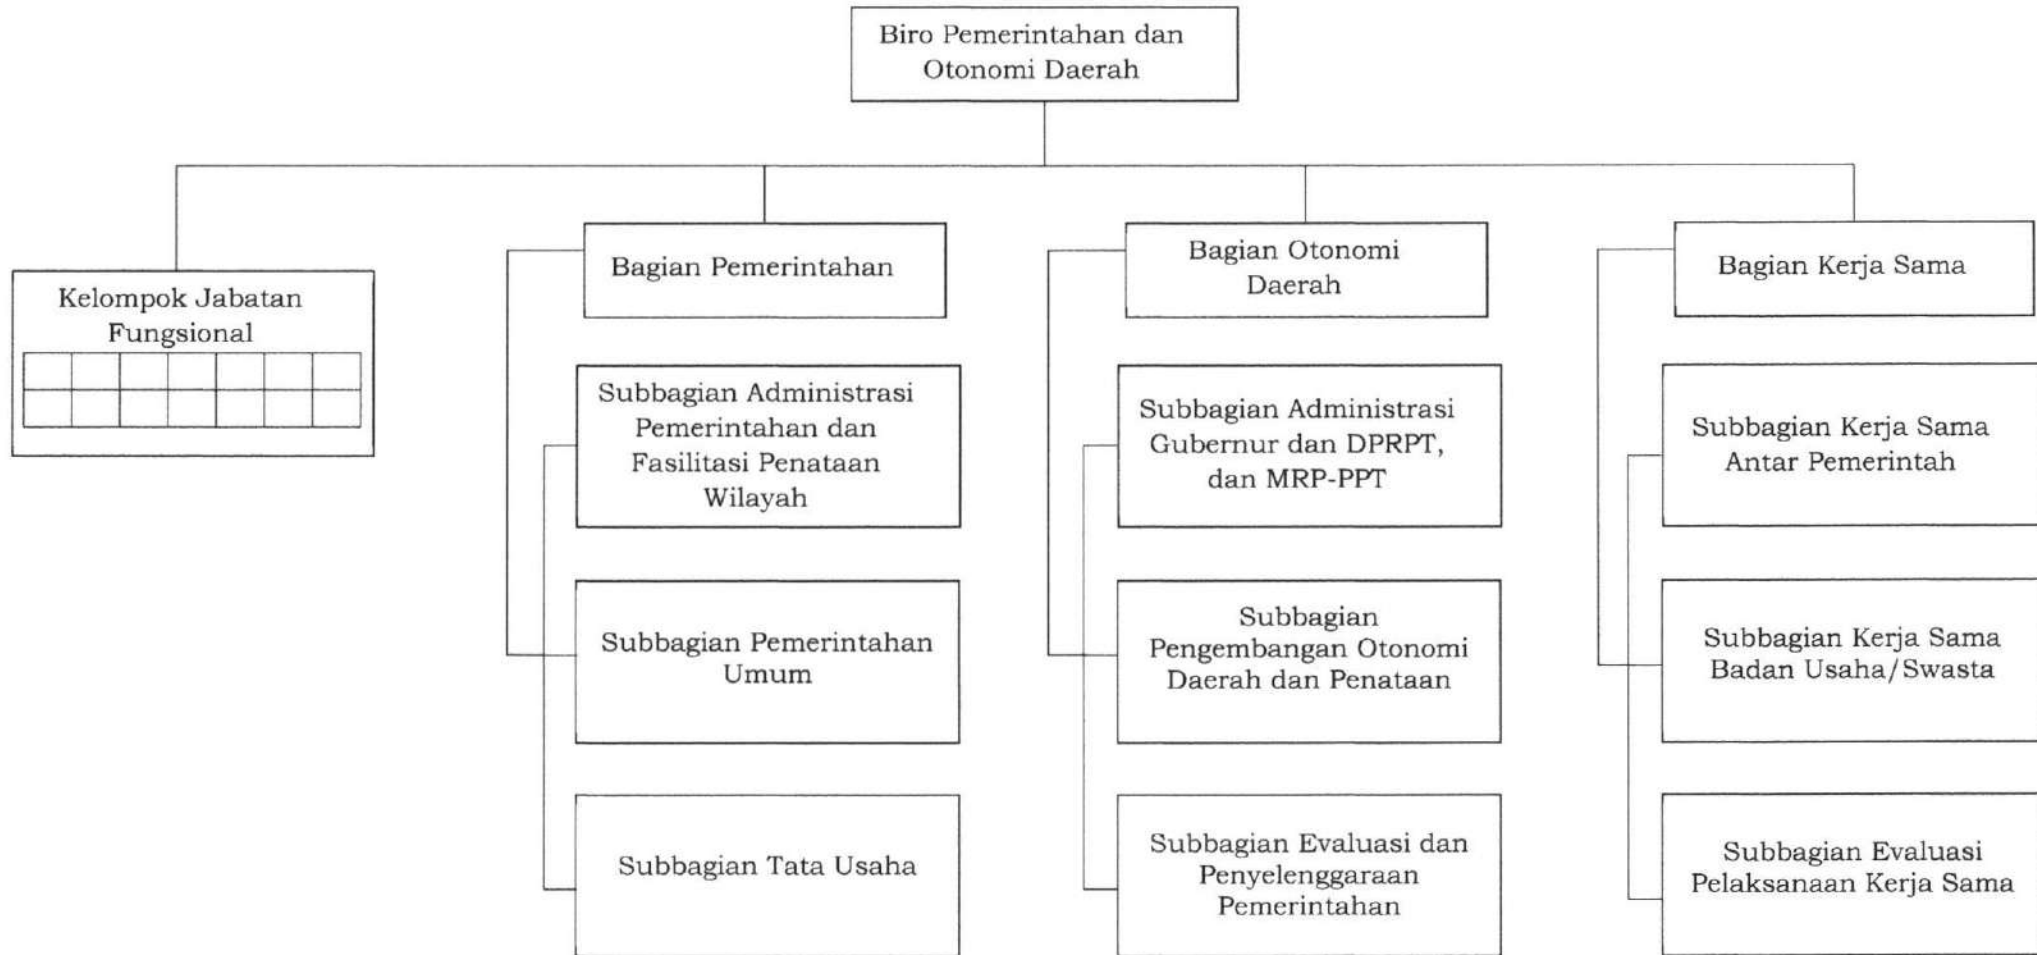 Biro Pemerintahan dan
Otonomi Daerah
Kelompok Jabatan
Fungsional
Bagian Pemerintahan
Subbagian Administrasi
Pemerintahan dan
Fasilitasi Penataan
Wilayah
Subbagian Pemerintahan
Umum
Subbagian Tata Usaha
Bagian Otonomi
Daerah
Subbagian Administrasi
Gubernur dan DPRPT,
dan MRP-PPT
Subbagian
Pengembangan Otonomi
Daerah dan Penataan
Subbagian Evaluasi dan
Penyelenggaraan
Pemerintahan
Bagian Kerja Sama
Subbagian Kerja Sama
Antar Pemerintah
Subbagian Kerja Sama
Badan Usaha/Swasta
Subbagian Evaluasi
Pelaksanaan Kerja Sama